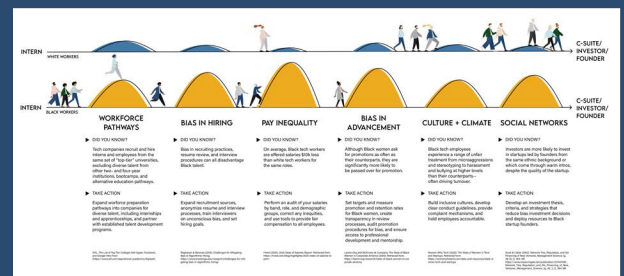 INTERN
WHITE WORKERS
C-SUITE/
INVESTOR/
FOUNDER
INTERN
BLACK WORKERS
C-SUITE/
INVESTOR/
FOUNDER
WORKFORCE
PATHWAYS
DID YOU KNOW?
Tech companies recruit and hire
interns and employees from the
same set of "top-tier" universities,
excluding diverse talent from
other two- and four-year
institutions, bootcamps, and
alternative education pathways.
TAKE ACTION
Expand workforce preparation
pathways into companies for
diverse talent, including internships
and apprenticeships, and partner
with established talent development
programs.
BIAS IN HIRING
DID YOU KNOW?
Bias in recruiting practices,
resume review, and interview
procedures can all disadvantage
Black talent.
TAKE ACTION
Expand recruitment sources,
anonymize resume and interview
processes, train interviewers
on unconscious bias, and set
hiring goals.
PAY INEQUALITY
DID YOU KNOW?
On average, Black tech workers
are offered salaries $10k less
than white tech workers for
the same roles.
TAKE ACTION
Perform an audit of your salaries
by band, role, and demographic
groups, correct any inequities,
and use tools to provide fair
compensation to all employees.
BIAS IN
ADVANCEMENT
DID YOU KNOW?
Although Black women ask
for promotions as often as
their counterparts, they are
significantly more likely to
be passed over for promotion.
TAKE ACTION
Set targets and measure
promotion and retention rates
for Black women, create
transparency in review
processes, audit promotion
procedures for bias, and ensure
access to professional
development and mentorship.
CULTURE + CLIMATE
DID YOU KNOW?
Black tech employees
experience a range of unfair
treatment from microaggressions
and stereotyping to harassment
and bullying at higher levels
than their counterparts—
often driving turnover.
TAKE ACTION
Build inclusive cultures, develop
clear conduct guidelines, provide
complaint mechanisms, and
hold employees accountable.
SOCIAL NETWORKS
DID YOU KNOW?
Investors are more likely to invest
in startups led by founders from
the same ethnic background or
which come through warm intros,
despite the quality of the startup.
TAKE ACTION
Develop an investment thesis,
criteria, and strategies that
reduce bias investment decisions
and deploy resources to Black
startup founders.